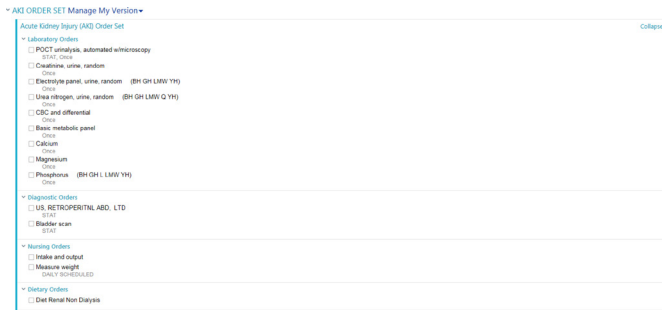 AKI ORDER SET Manage My Version
Acute Kidney Injury (AKI) Order Set Collapse
Laboratory Orders
POCT urinalysis, automated w/microscopy
STAT, Once
Creatinine, urine, random
Once
Electrolyte panel, urine, random (BH GH LMW YH)
Once
Urea nitrogen, urine, random (BH GH LMW Q YH)
Once
CBC and differential
Once
Basic metabolic panel
Once
Calcium
Once
Magnesium
Once
Phosphorus (BH GH L LMW YH)
Once
Diagnostic Orders
US, RETROPERITNL ABD, LTD
STAT
Bladder scan
STAT
Nursing Orders
Intake and output
Measure weight
DAILY SCHEDULED
Dietary Orders
Diet Renal Non Dialysis